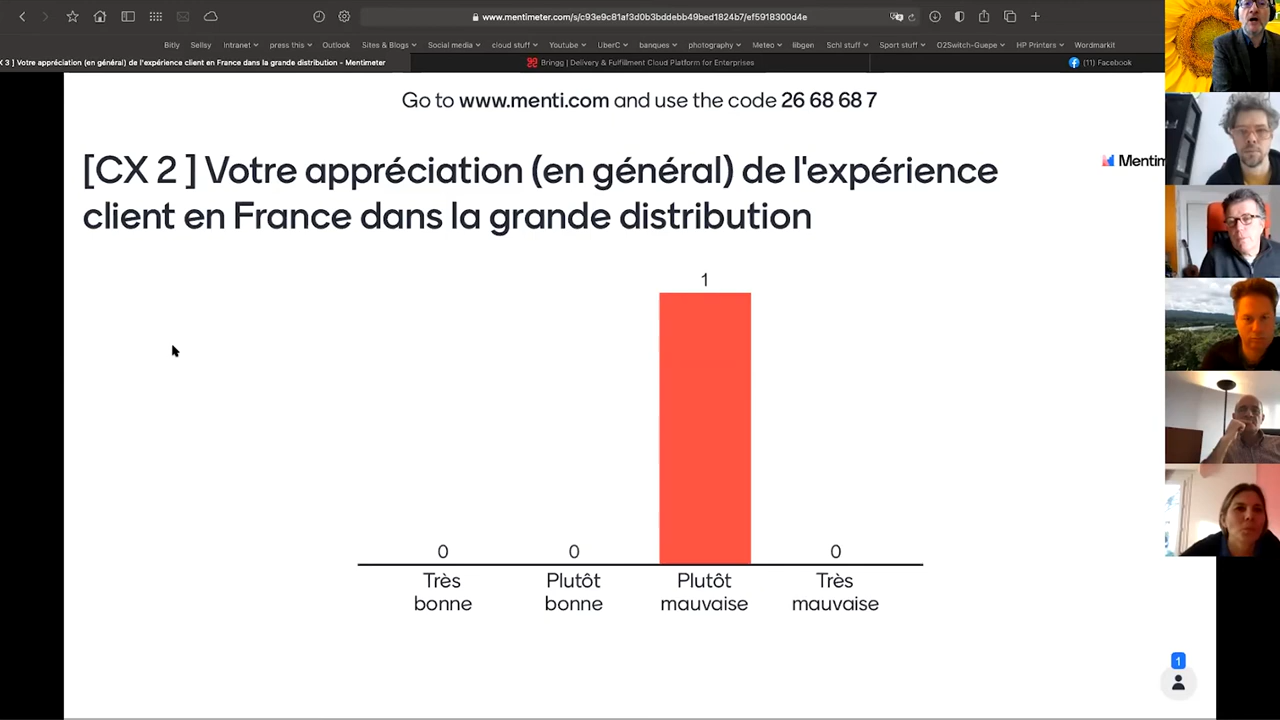 www.mentimeter.com/s/c93e9c81af3d0b3bddebb49bed1824b7/ef5918300d4e
Bitly Sellsy Intranet press this Outlook Sites & Blogs Social media cloud stuff Youtube UberC banques photography Meteo libgen Schl stuff Sport stuff O2Switch-Guepe HP Printers Wordmarkit
X 3 ] Votre appréciation (en général) de l'expérience client en France dans la grande distribution - Mentimeter
Bringg | Delivery & Fulfillment Cloud Platform for Enterprises
(11) Facebook
Go to www.menti.com and use the code 26 68 68 7
[CX 2 ] Votre appréciation (en général) de l'expérience
client en France dans la grande distribution
Mentim
1
0 0 0
Très Plutôt Plutôt Très
bonne bonne mauvaise mauvaise
1